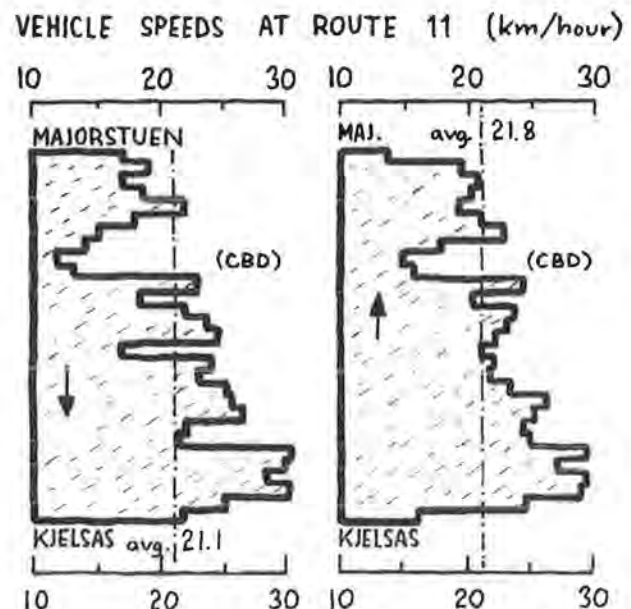 VEHICLE SPEEDS AT ROUTE 11 (km/hour)
10 20 30 10 20 30
MAJORSTUEN MAJ. avg. 21.8
(CBD) (CBD)
KJELSAS avg. 21.1 KJELSAS
10 20 30 10 20 30